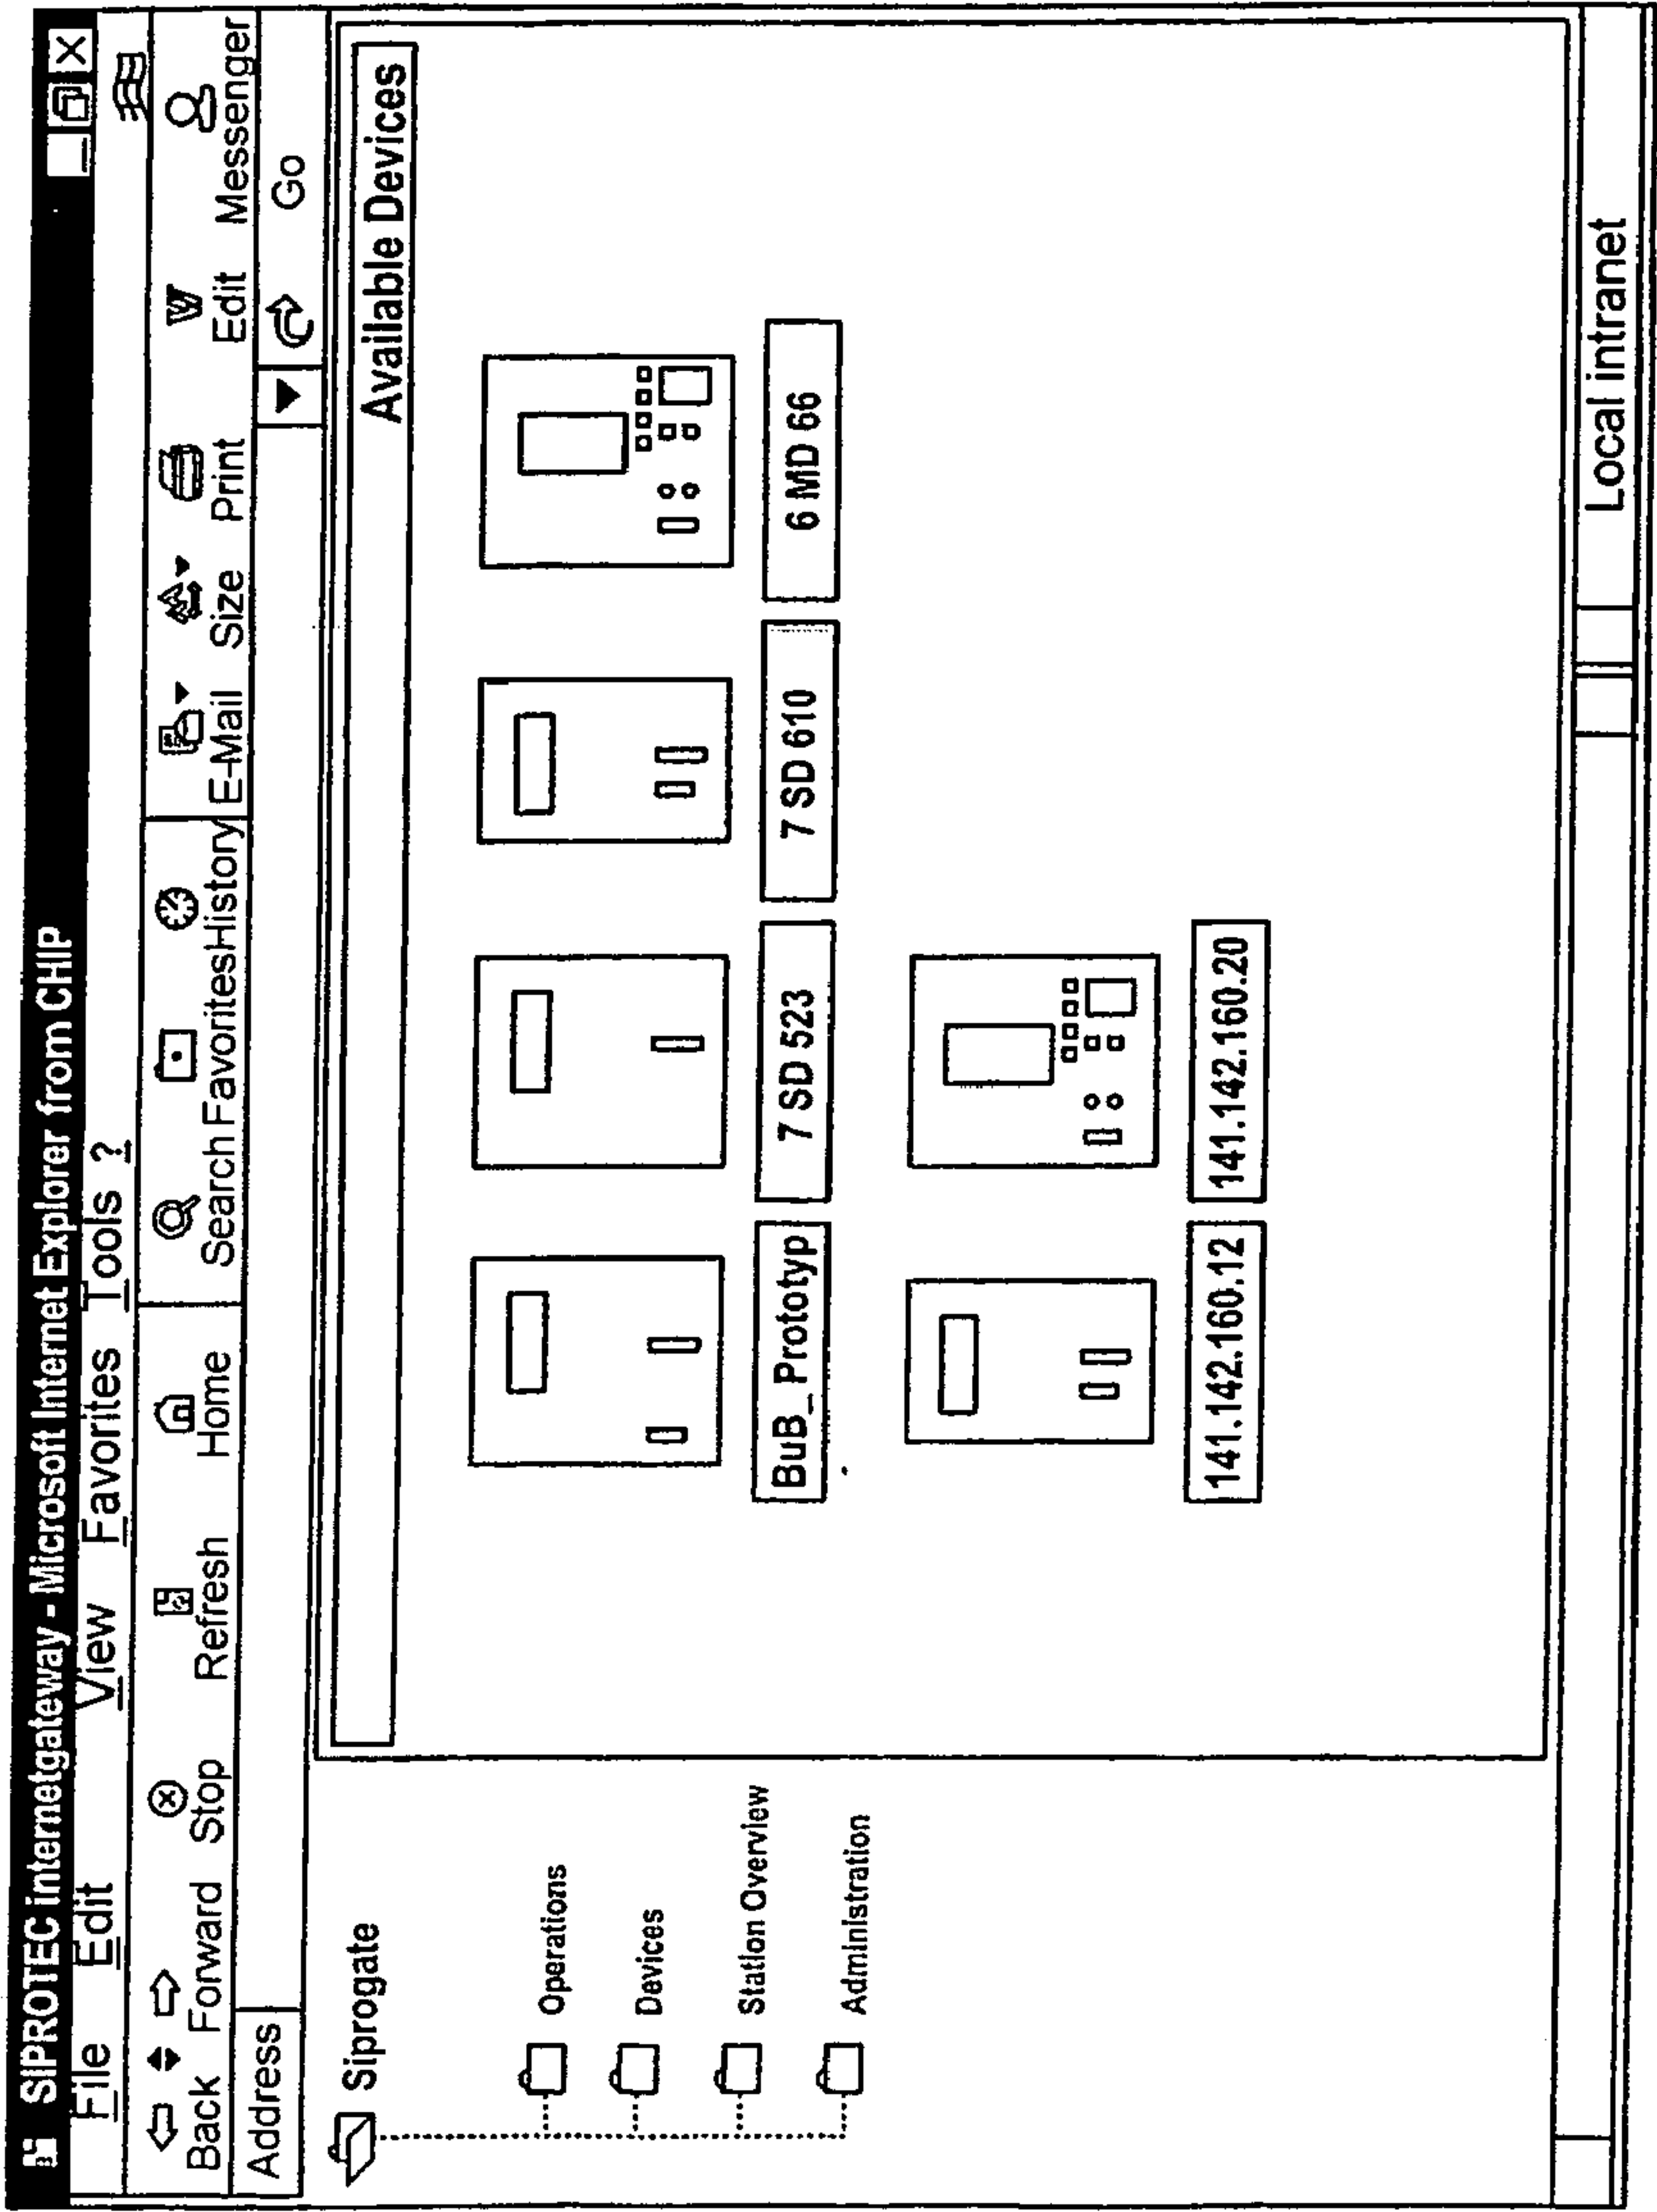 SIPROTEC internetgateway - Microsoft Internet Explorer from CHIP
File Edit View Favorites Tools ?
Back Forward Stop Refresh Home Search Favorites History E-Mail Size Print Edit Messenger
Address Go
Siprogate
Operations
Devices
Station Overview
Administration
Available Devices
BuB_Prototyp 7 SD 523 7 SD 610 6 MD 66
141.142.160.12 141.142.160.20
Local intranet